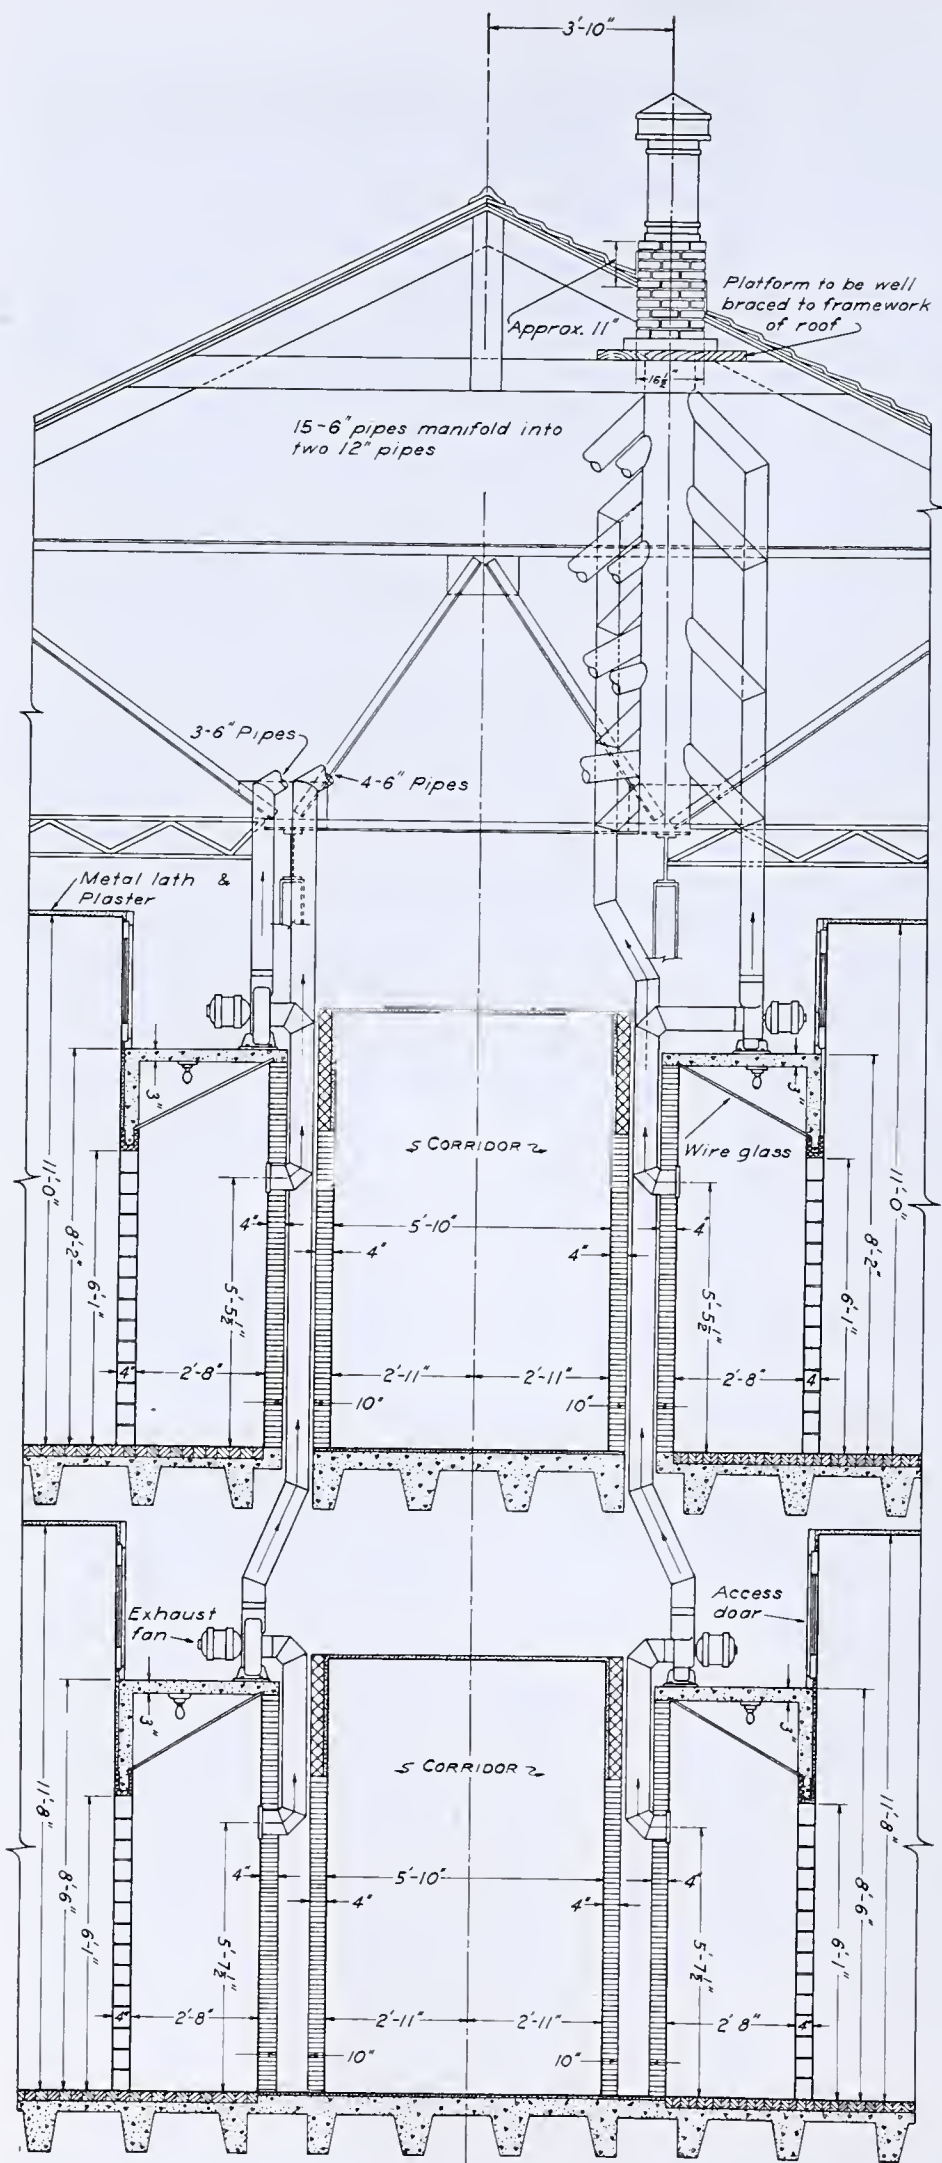 3'-10"
Platform to be well
braced to framework
of roof
Approx. 11"
16½"
15-6" pipes manifold into
two 12" pipes
3-6" Pipes
4-6" Pipes
Metal lath &
Plaster
3"
3"
CORRIDOR
Wire glass
11'-0"
8'-2"
6'-1"
4"
5'-10"
4"
4"
4"
5'-5½"
5'-5½"
6'-1"
8'-2"
11'-0"
4"
2'-8"
2'-11"
2'-11"
2'-8"
4"
10"
10"
Exhaust
fan
Access
door
3"
3"
CORRIDOR
11'-8"
8'-6"
6'-1"
4"
5'-10"
4"
4"
4"
5'-7½"
5'-7½"
6'-1"
8'-6"
11'-8"
4"
2'-8"
2'-11"
2'-11"
2'8"
4"
10"
10"